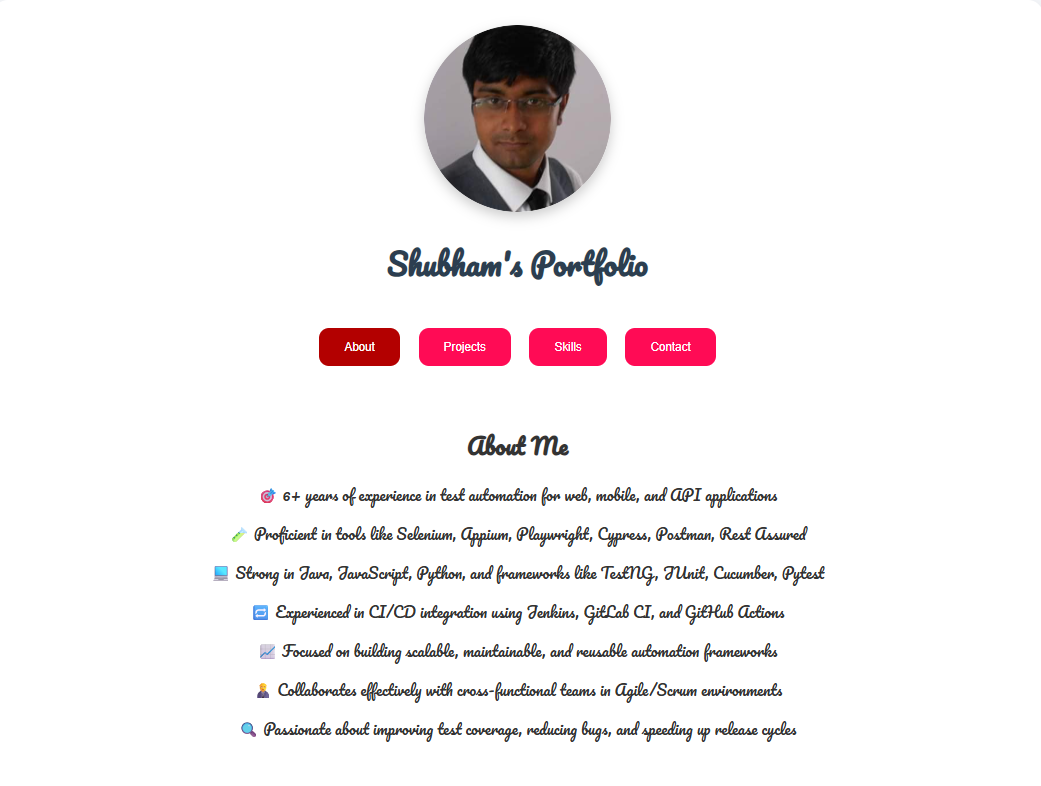 Shubham's Portfolio
About
Projects
Skills
Contact
About Me
🎯 6+ years of experience in test automation for web, mobile, and API applications
🧪 Proficient in tools like Selenium, Appium, Playwright, Cypress, Postman, Rest Assured
💻 Strong in Java, JavaScript, Python, and frameworks like TestNG, JUnit, Cucumber, Pytest
🔁 Experienced in CI/CD integration using Jenkins, GitLab CI, and GitHub Actions
📈 Focused on building scalable, maintainable, and reusable automation frameworks
🧑‍💼 Collaborates effectively with cross-functional teams in Agile/Scrum environments
🔍 Passionate about improving test coverage, reducing bugs, and speeding up release cycles